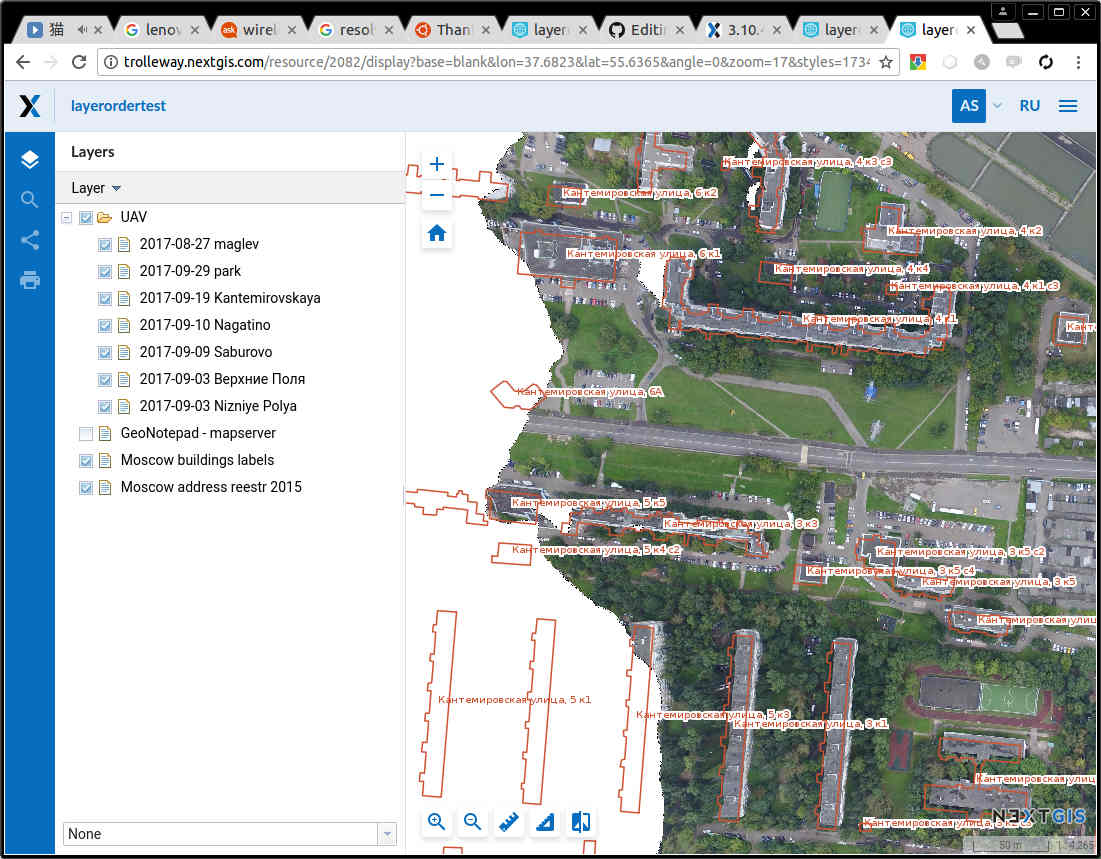 猫
lenov
ask
wirel
resol
Thank
layer
Editin
3.10.
layer
layer
trolleway.nextgis.com/resource/2082/display?base=blank&lon=37.6823&lat=55.6365&angle=0&zoom=17&styles=1734
layerordertest
AS
RU
Layers
Layer
UAV
2017-08-27 maglev
2017-09-29 park
2017-09-19 Kantemirovskaya
2017-09-10 Nagatino
2017-09-09 Saburovo
2017-09-03 Верхние Поля
2017-09-03 Nizniye Polya
GeoNotepad - mapserver
Moscow buildings labels
Moscow address reestr 2015
None
+
−
Кантемировская улица, 4 к3 с3
Кантемировская улица, 6 к2
Кантемировская улица, 4 к2
Кантемировская улица, 6 к1
Кантемировская улица, 4 к4
Кантемировская улица, 4 к1 с3
Кантемировская улица, 4 к1
Кант
Кантемировская улица, 6А
Кантемировская улица, 5 к5
Кантемировская улица, 3 к3
Кантемировская улица, 5 к4 с2
Кантемировская улица, 3 к5 с2
Кантемировская улица, 3 к5 с4
Кантемировская улица, 3 к5
Кантемировская улиц
Кантемировская улица, 5 к1
Кантемировская улица, 5 к3
Кантемировская улица, 3 к1
Кантемировская улиц
Кантемировская улица
NEXTGIS
50 m
1 : 4,265